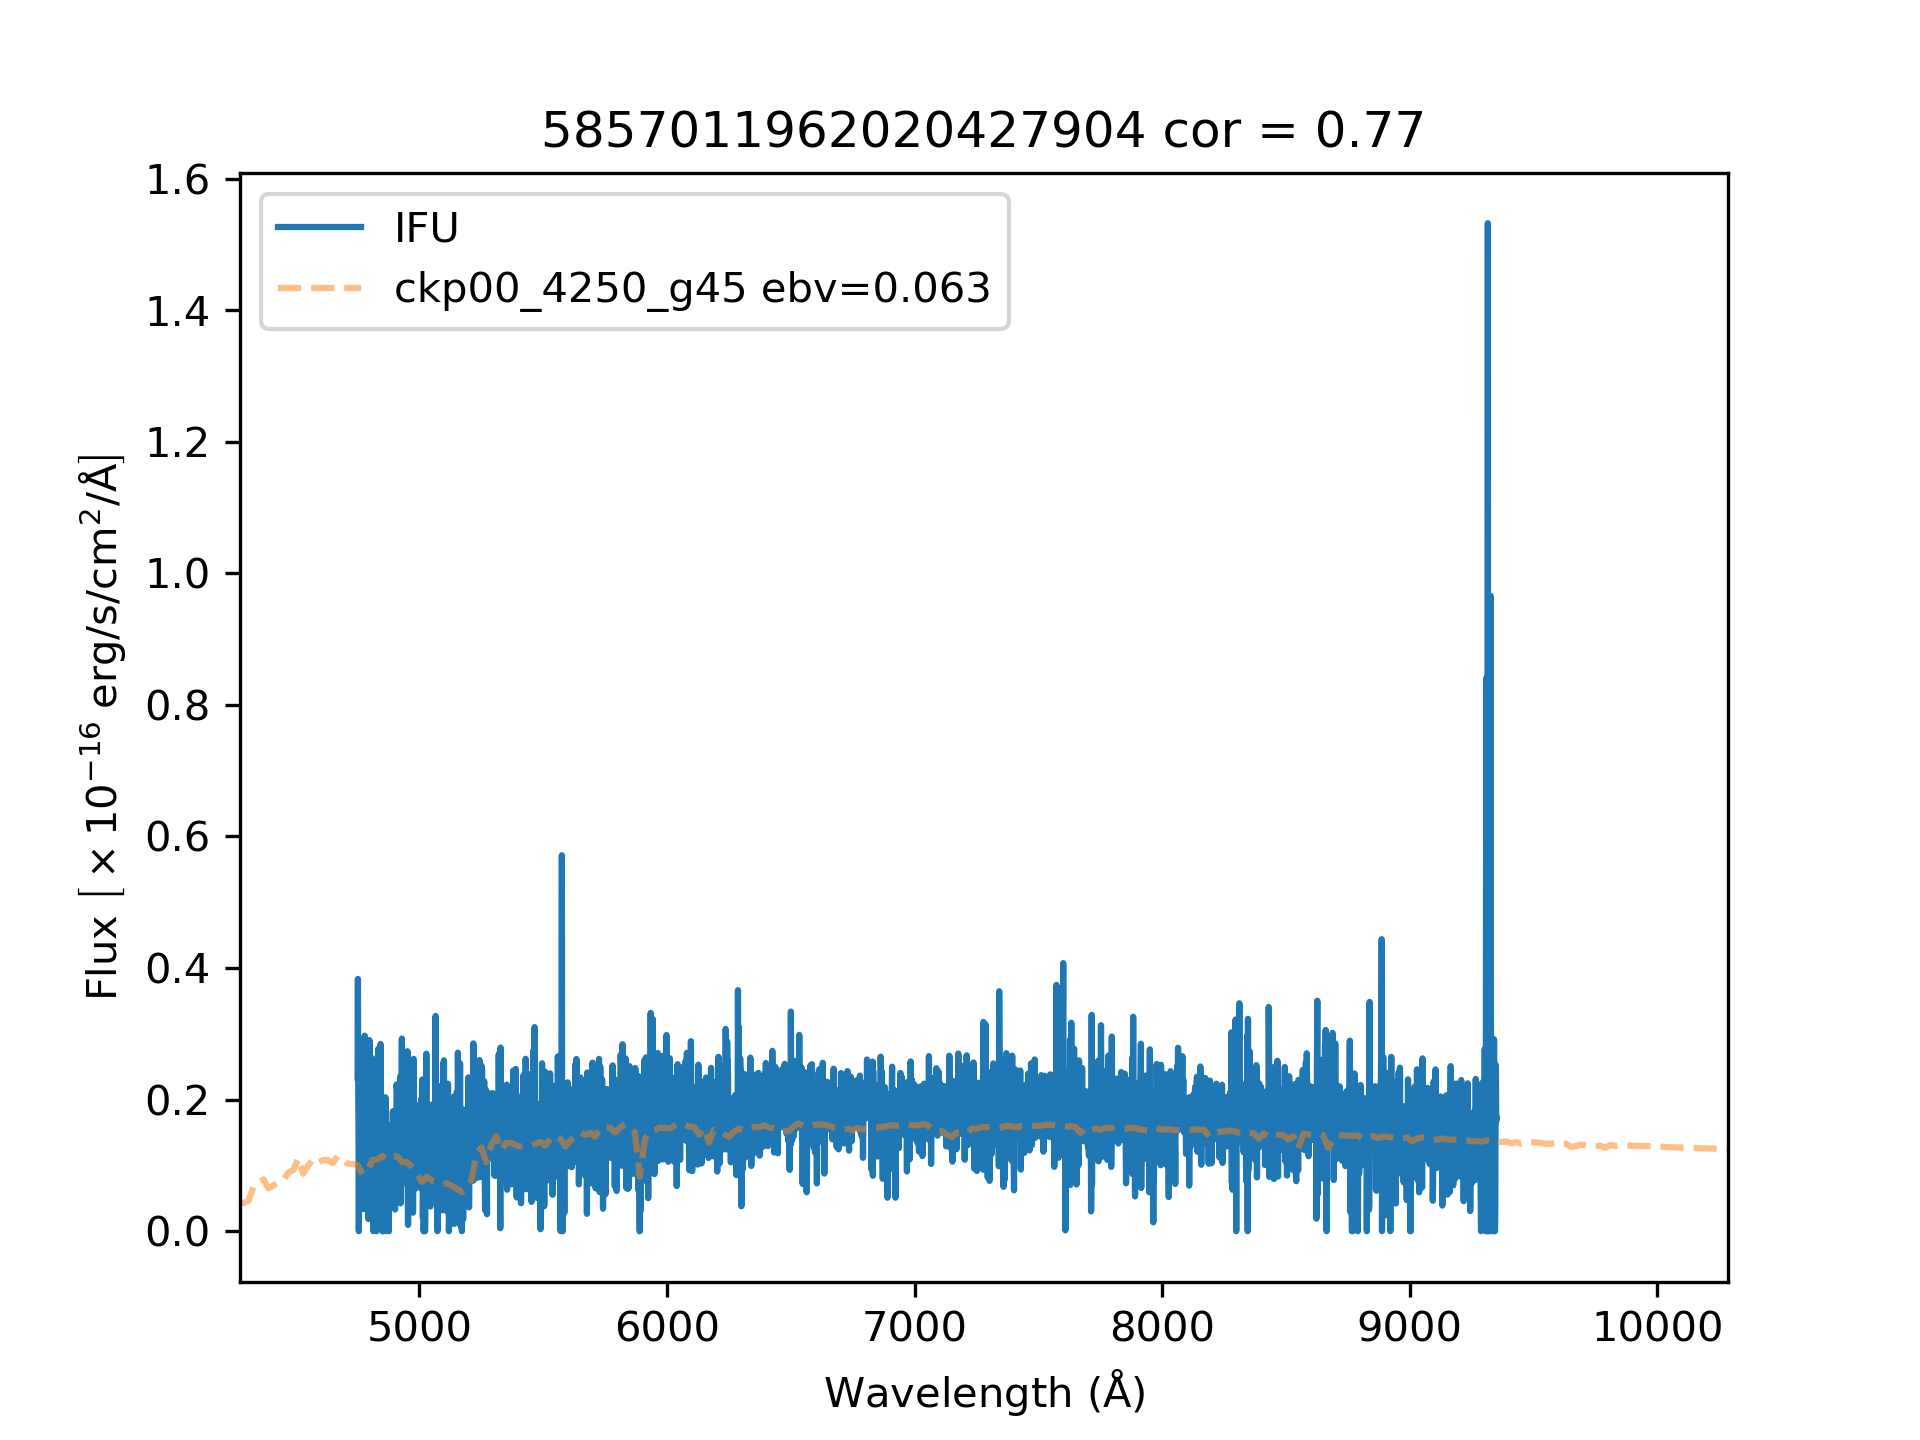 5857011962020427904 cor = 0.77
IFU
ckp00_4250_g45 ebv=0.063
1.6
1.4
1.2
1.0
0.8
0.6
0.4
0.2
0.0
Flux [×10⁻¹⁶ erg/s/cm²/Å]
5000 6000 7000 8000 9000 10000
Wavelength (Å)